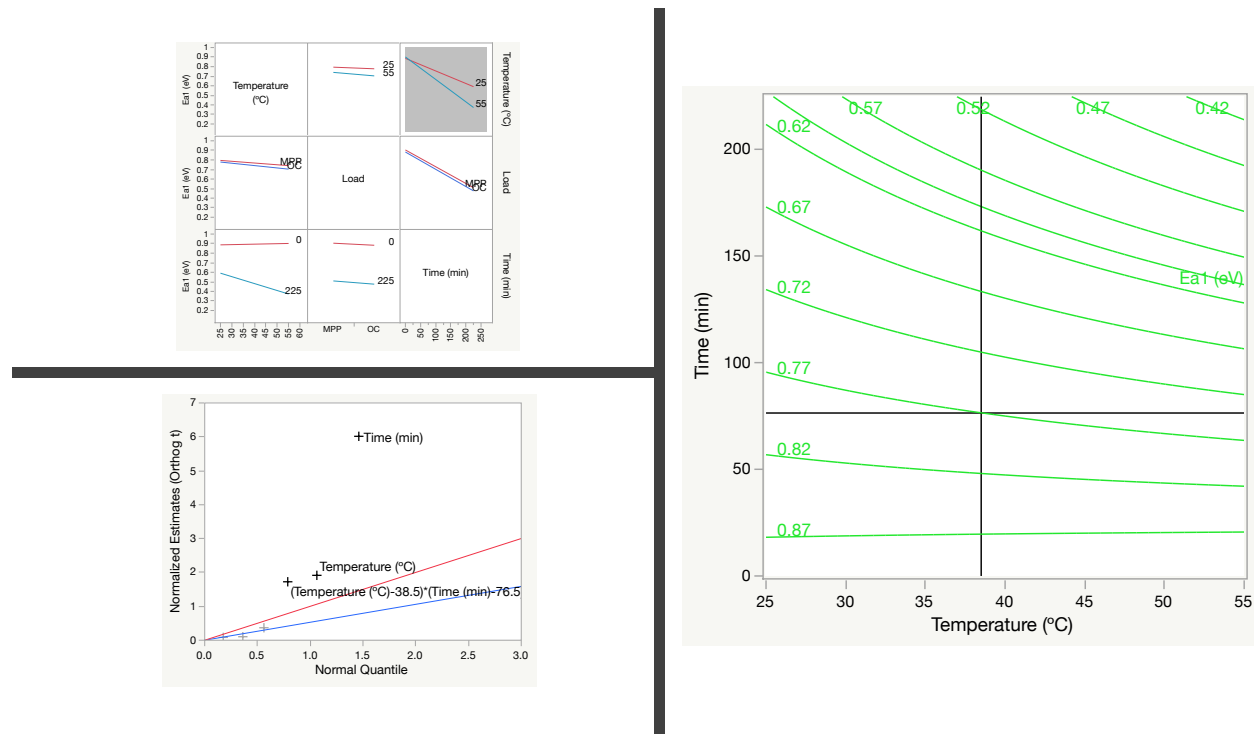 1
0.9
0.8
0.7
0.6
0.5
0.4
0.3
0.2
Ea1 (eV)
Temperature
(ºC)
25
55
25
55
Temperature (ºC)
1
0.9
0.8
0.7
0.6
0.5
0.4
0.3
0.2
Ea1 (eV)
MPP
OC
Load
MPP
OC
Load
1
0.9
0.8
0.7
0.6
0.5
0.4
0.3
0.2
Ea1 (eV)
0
225
0
225
Time (min)
Time (min)
25 30 35 40 45 50 55 60
MPP OC
0 50 100 150 200 250
7
6
5
4
3
2
1
0
Normalized Estimates (Orthog t)
Time (min)
Temperature (ºC)
(Temperature (ºC)-38.5)*(Time (min)-76.5
0.0 0.5 1.0 1.5 2.0 2.5 3.0
Normal Quantile
0.57 0.52 0.47 0.42
0.62
0.67
0.72
0.77
0.82
0.87
Ea1 (eV)
200
150
100
50
0
Time (min)
25 30 35 40 45 50 55
Temperature (ºC)